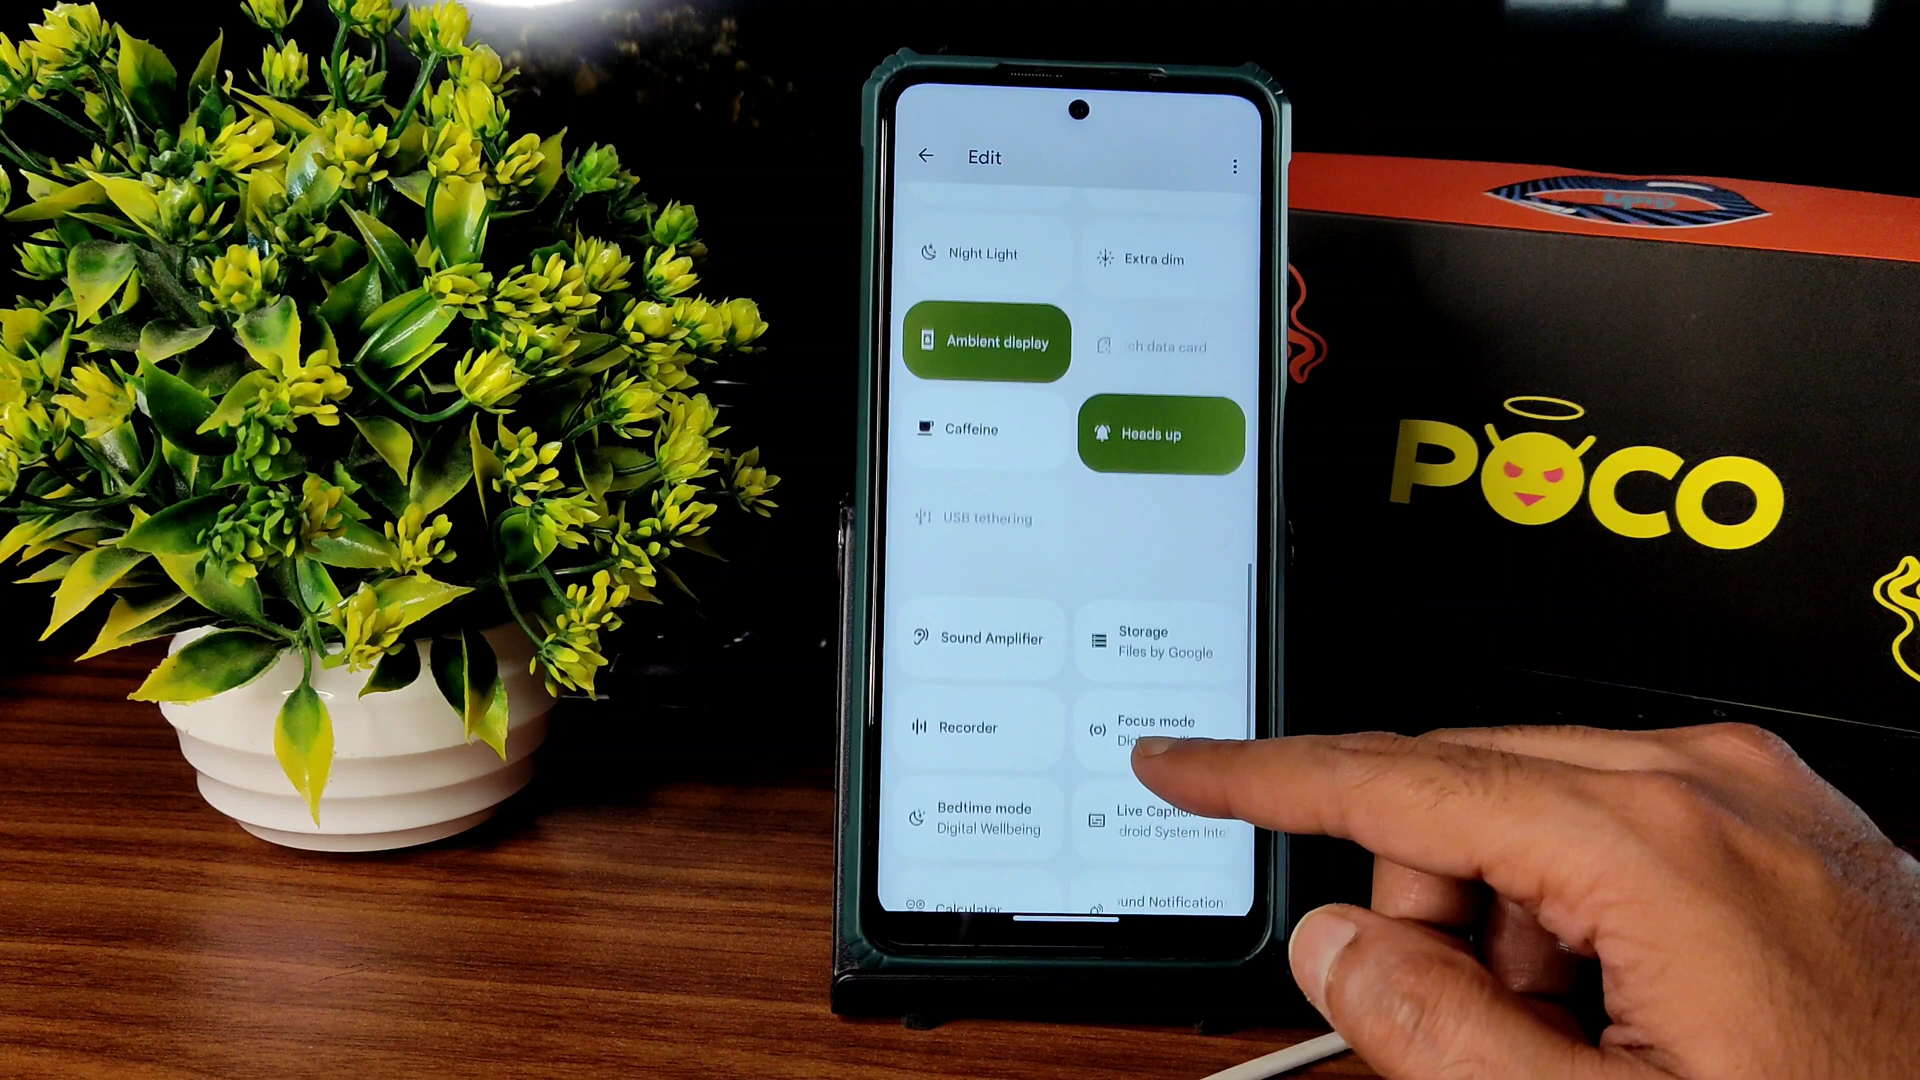 Edit
Night Light
Extra dim
Ambient display
ch data card
Caffeine
Heads up
USB tethering
Sound Amplifier
Storage
Files by Google
Recorder
Focus mode
Bedtime mode
Digital Wellbeing
Live Caption
droid System Inte
Calculator
und Notification
POCO